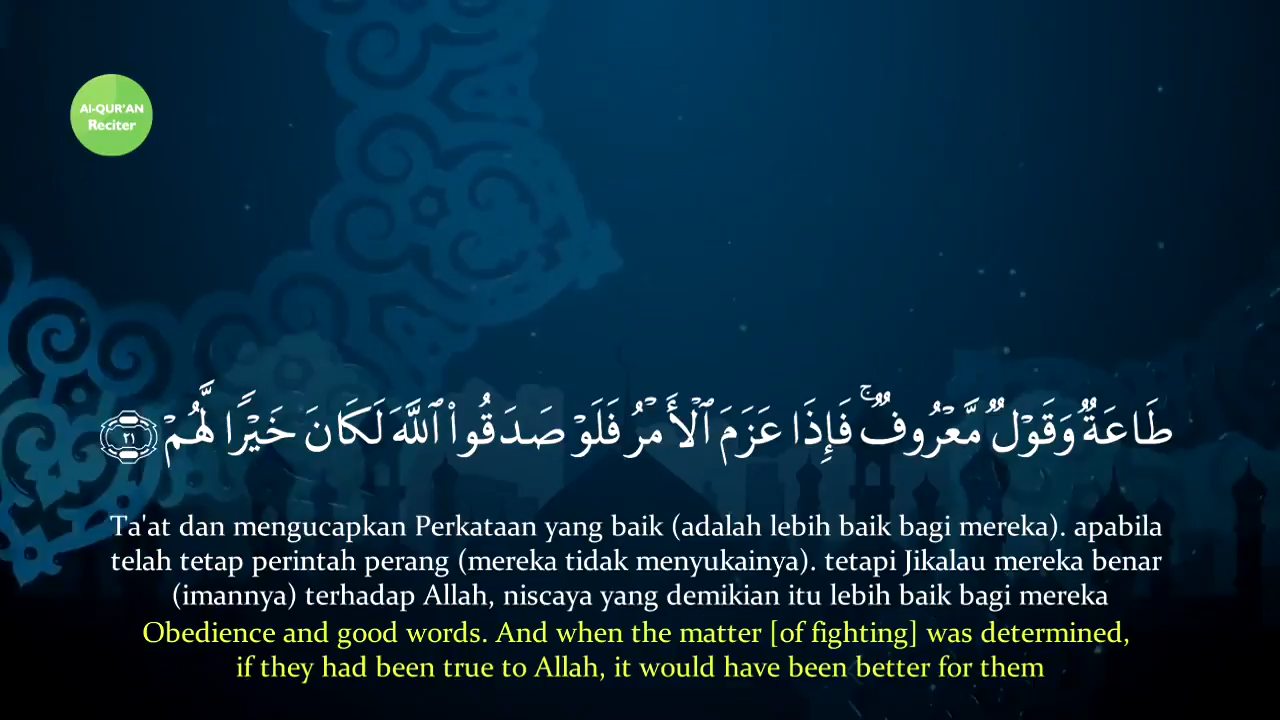 Al-QUR'AN
Reciter
طَاعَةٌ وَقَوْلٌ مَّعْرُوفٌ ۚ فَإِذَا عَزَمَ ٱلْأَمْرُ فَلَوْ صَدَقُوا۟ ٱللَّهَ لَكَانَ خَيْرًا لَّهُمْ ٢١
Ta'at dan mengucapkan Perkataan yang baik (adalah lebih baik bagi mereka). apabila
telah tetap perintah perang (mereka tidak menyukainya). tetapi Jikalau mereka benar
(imannya) terhadap Allah, niscaya yang demikian itu lebih baik bagi mereka
Obedience and good words. And when the matter [of fighting] was determined,
if they had been true to Allah, it would have been better for them